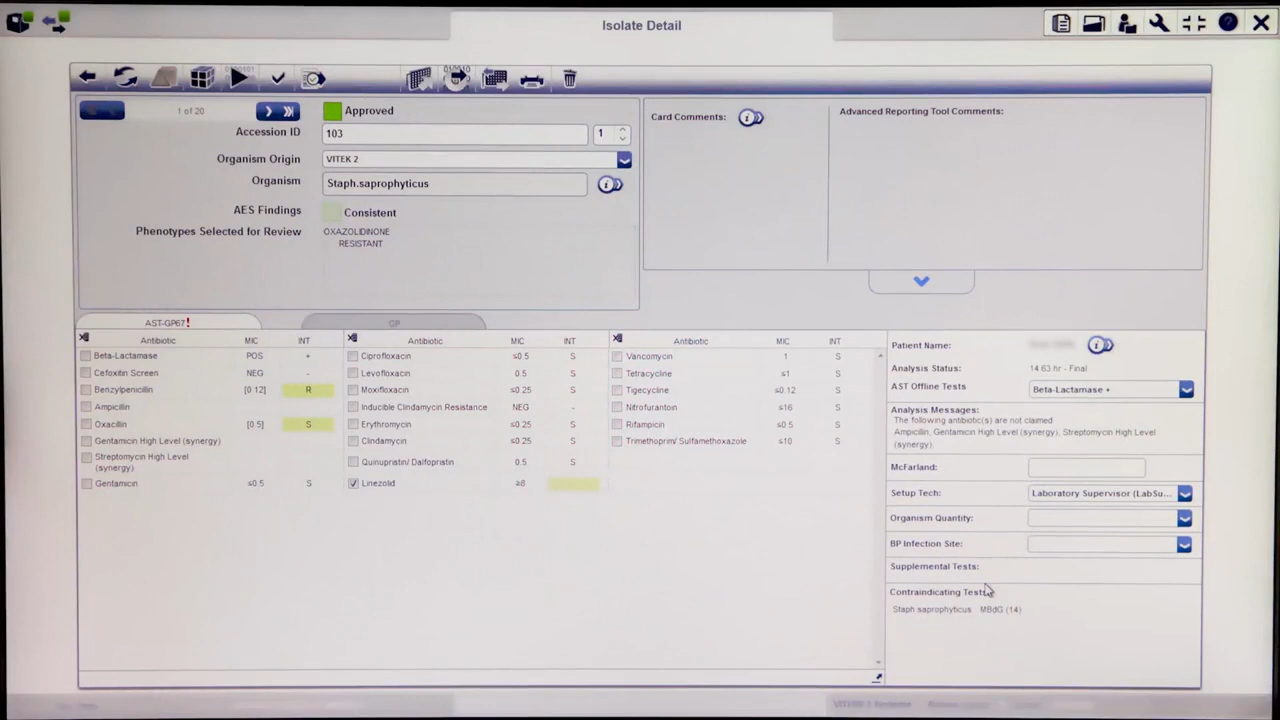 Isolate Detail
1 of 20
Approved
Accession ID 103 1
Organism Origin VITEK 2
Organism Staph.saprophyticus
AES Findings Consistent
Phenotypes Selected for Review OXAZOLIDINONE
RESISTANT
Card Comments:
Advanced Reporting Tool Comments:
AST-GP67!
GP
Antibiotic MIC INT
Beta-Lactamase POS +
Cefoxitin Screen NEG -
Benzylpenicillin [0 12] R
Ampicillin
Oxacillin [0.5] S
Gentamicin High Level (synergy)
Streptomycin High Level
(synergy)
Gentamicin ≤0.5 S
Antibiotic MIC INT
Ciprofloxacin ≤0.5 S
Levofloxacin 0.5 S
Moxifloxacin ≤0.25 S
Inducible Clindamycin Resistance NEG -
Erythromycin ≤0.25 S
Clindamycin ≤0.25 S
Quinupristin/ Dalfopristin 0.5 S
Linezolid ≥8
Antibiotic MIC INT
Vancomycin 1 S
Tetracycline ≤1 S
Tigecycline ≤0.12 S
Nitrofurantoin ≤16 S
Rifampicin ≤0.5 S
Trimethoprim/ Sulfamethoxazole ≤10 S
Patient Name:
Analysis Status: 14.63 hr - Final
AST Offline Tests Beta-Lactamase +
Analysis Messages:
The following antibiotic(s) are not claimed
Ampicillin, Gentamicin High Level (synergy), Streptomycin High Level
(synergy).
McFarland:
Setup Tech: Laboratory Supervisor (LabSu...
Organism Quantity:
BP Infection Site:
Supplemental Tests:
Contraindicating Tests
Staph saprophyticus MBdG (14)